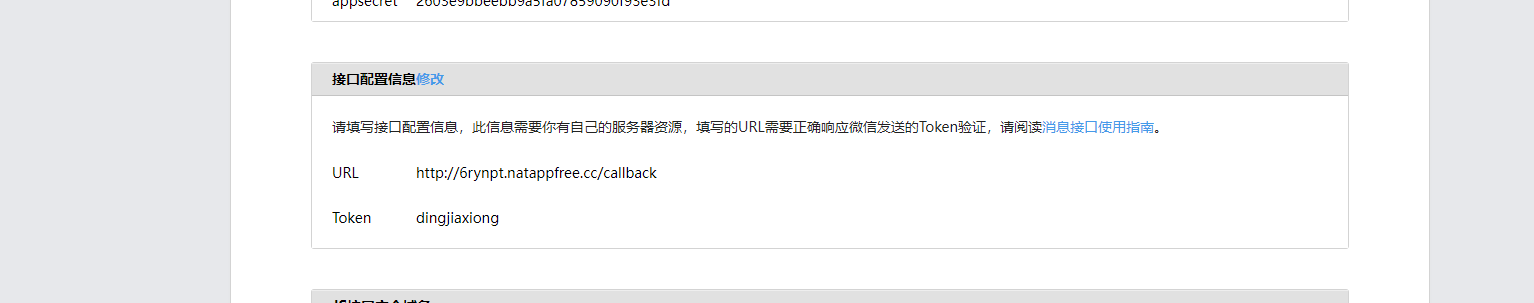 appsecret
接口配置信息修改
请填写接口配置信息，此信息需要你有自己的服务器资源，填写的URL需要正确响应微信发送的Token验证，请阅读消息接口使用指南。
URL http://6rynpt.natappfree.cc/callback
Token dingjiaxiong